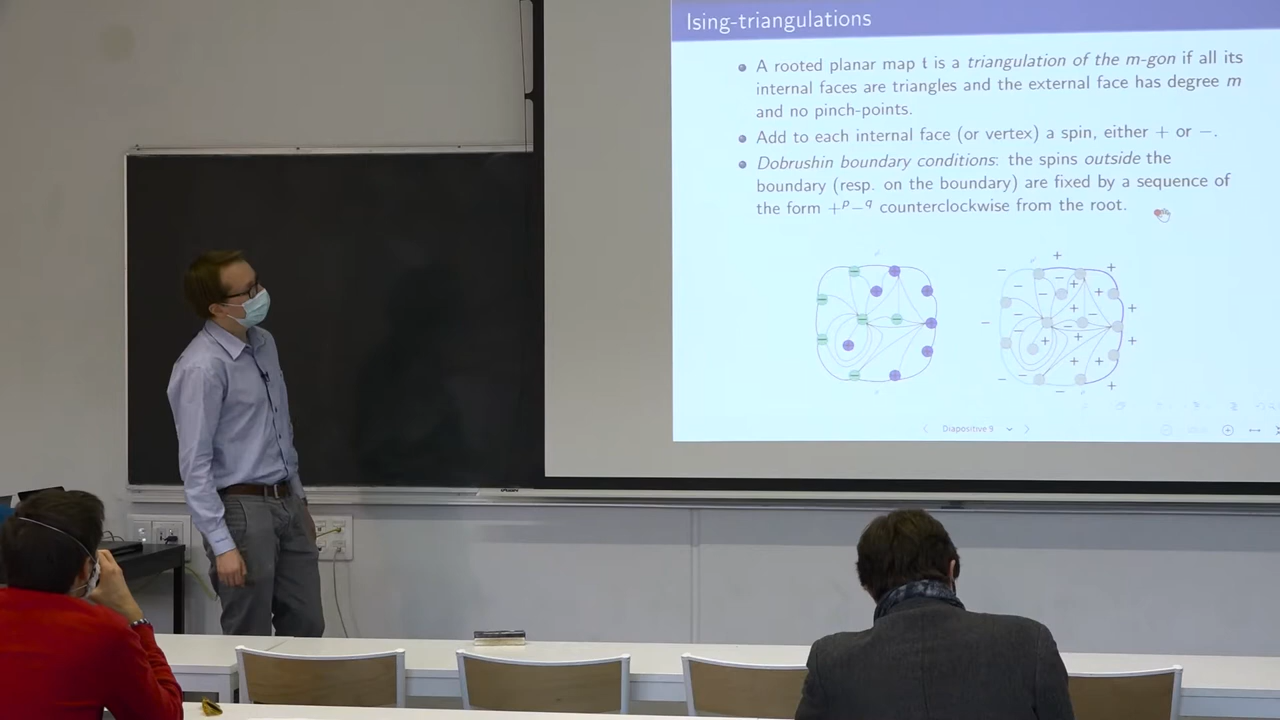 Ising-triangulations
A rooted planar map t is a triangulation of the m-gon if all its
internal faces are triangles and the external face has degree m
and no pinch-points.
Add to each internal face (or vertex) a spin, either + or −.
Dobrushin boundary conditions: the spins outside the
boundary (resp. on the boundary) are fixed by a sequence of
the form +^p −^q counterclockwise from the root.
Diapositive 9